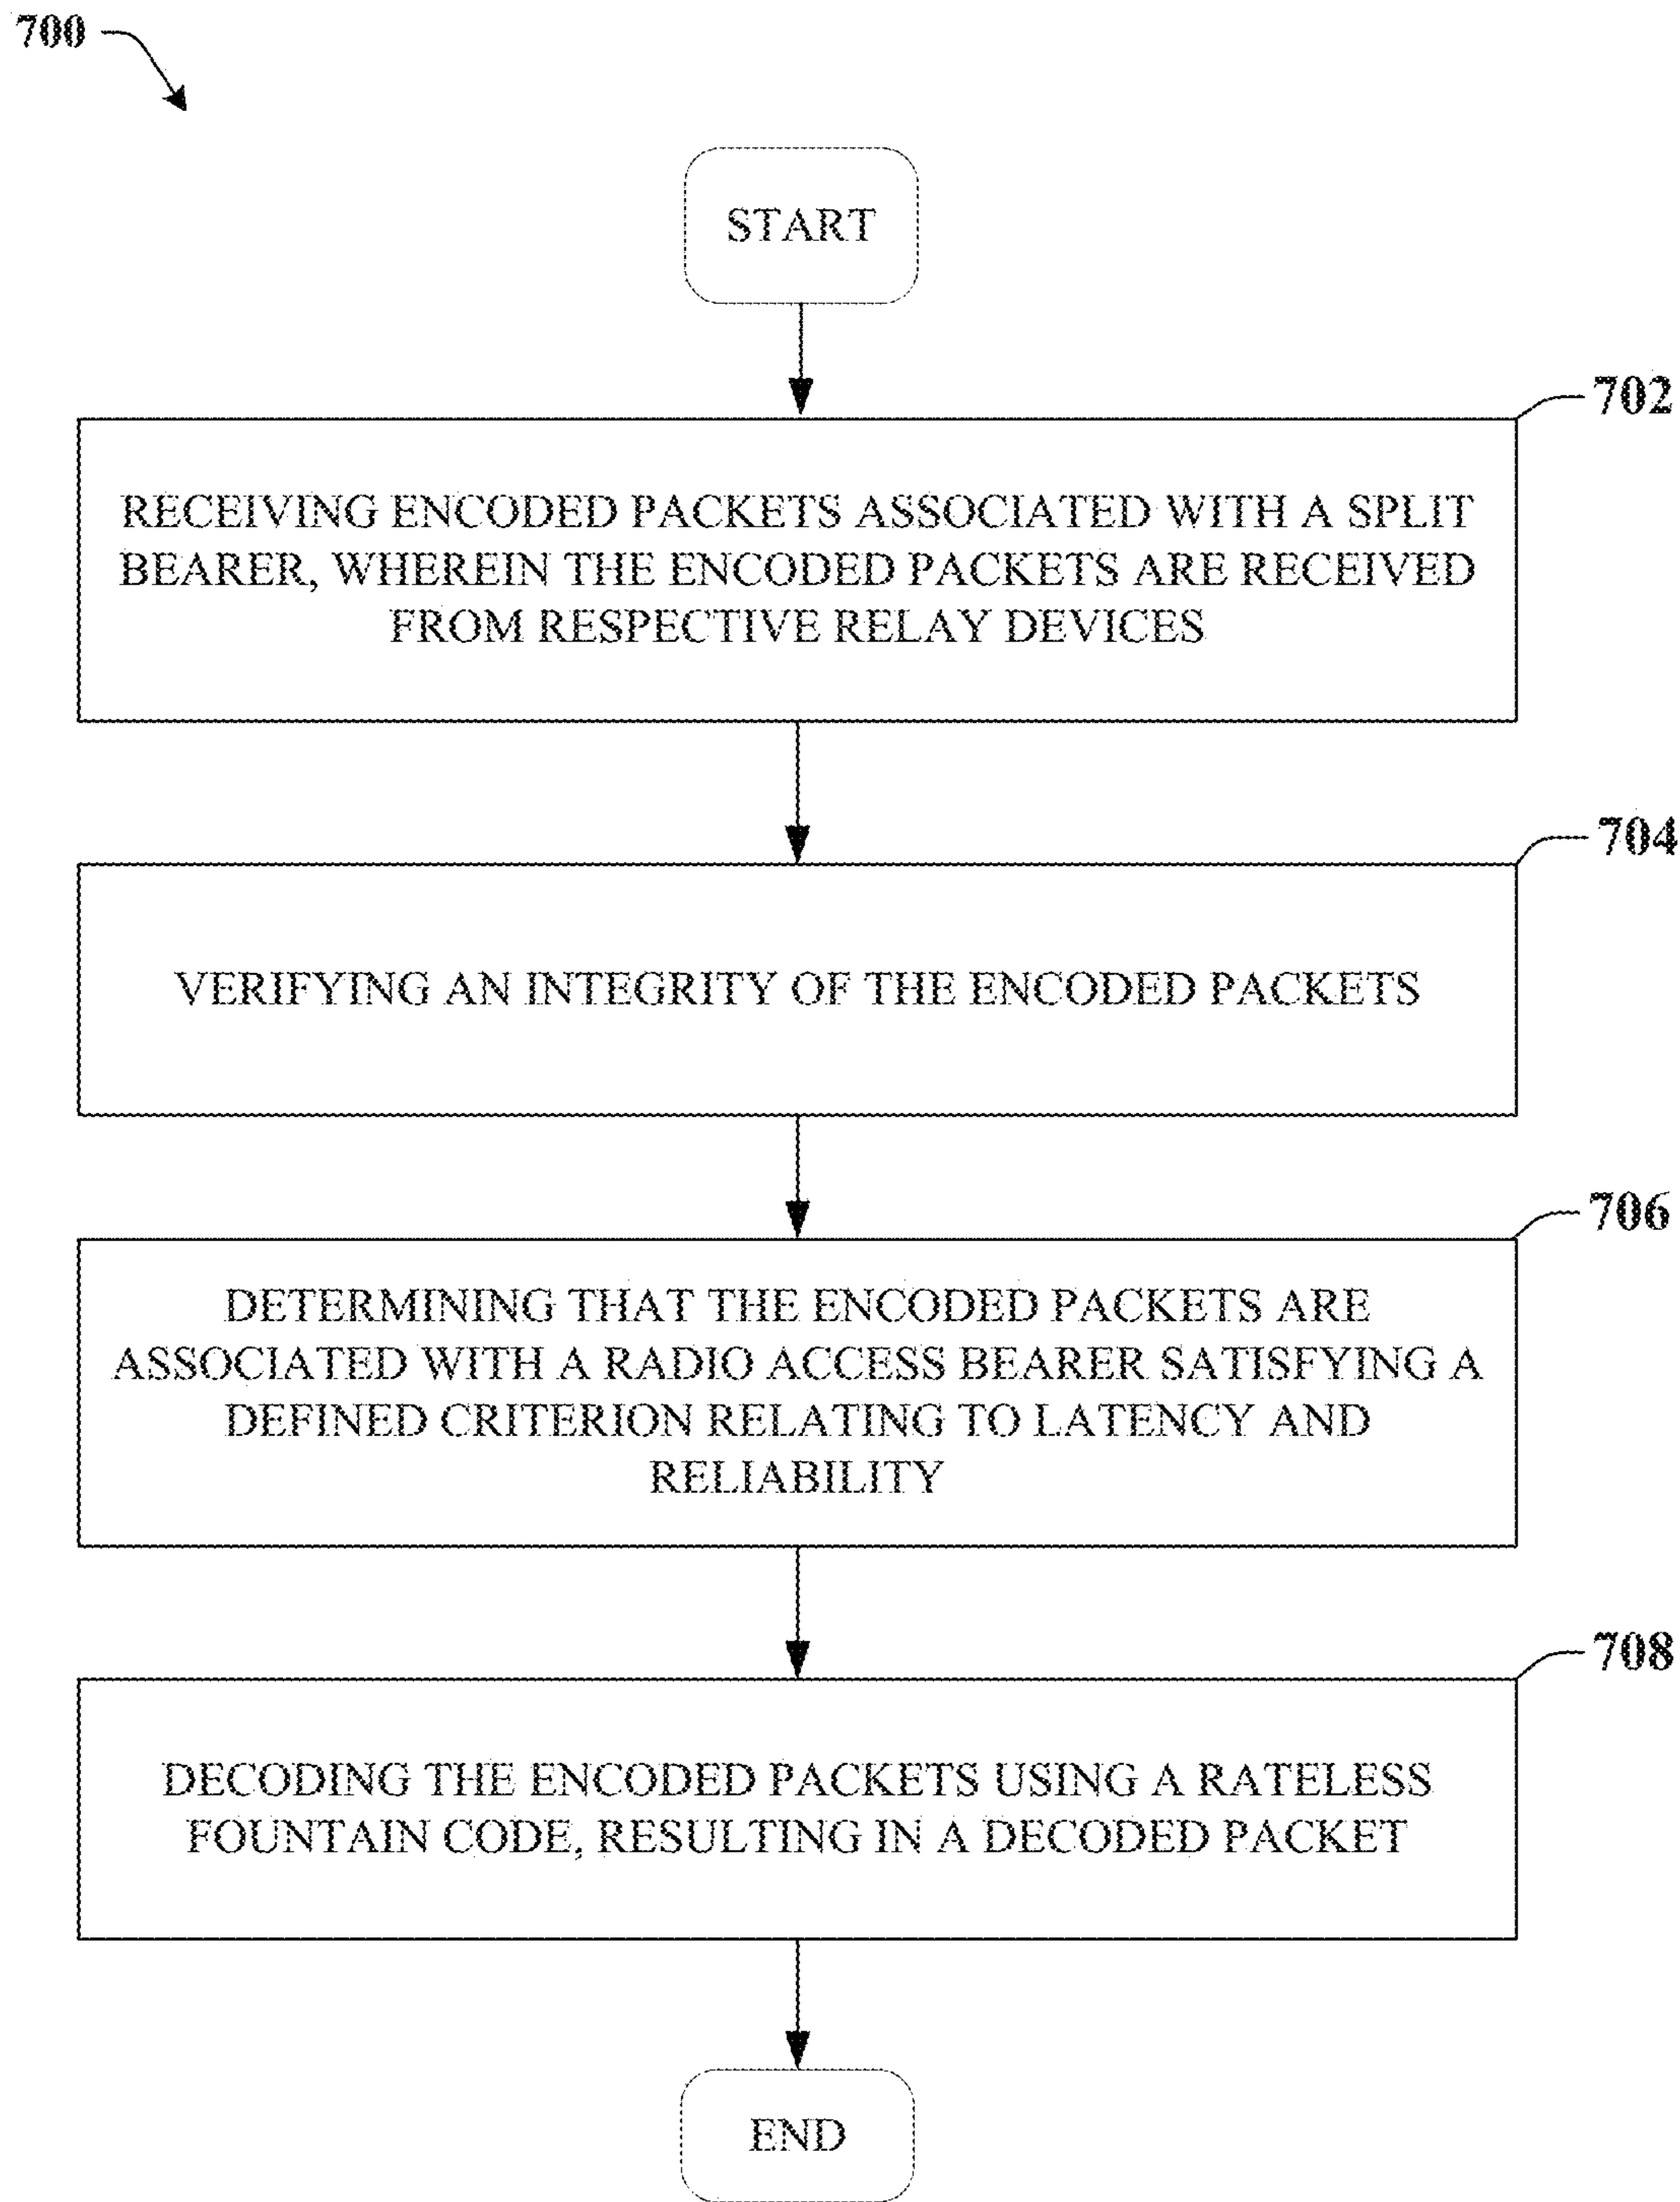 700
START
702
RECEIVING ENCODED PACKETS ASSOCIATED WITH A SPLIT
BEARER, WHEREIN THE ENCODED PACKETS ARE RECEIVED
FROM RESPECTIVE RELAY DEVICES
704
VERIFYING AN INTEGRITY OF THE ENCODED PACKETS
706
DETERMINING THAT THE ENCODED PACKETS ARE
ASSOCIATED WITH A RADIO ACCESS BEARER SATISFYING A
DEFINED CRITERION RELATING TO LATENCY AND
RELIABILITY
708
DECODING THE ENCODED PACKETS USING A RATELESS
FOUNTAIN CODE, RESULTING IN A DECODED PACKET
END